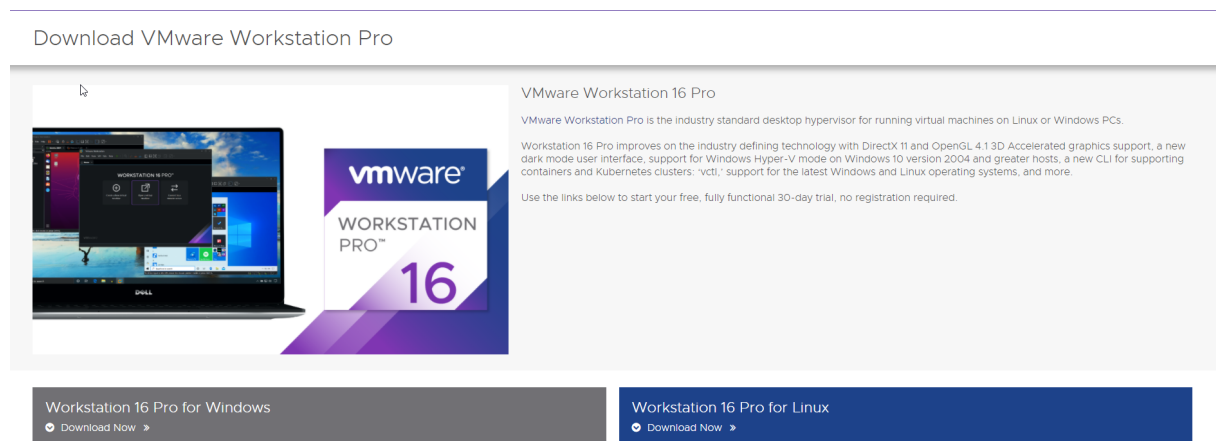 Download VMware Workstation Pro
VMware Workstation 16 Pro
VMware Workstation Pro is the industry standard desktop hypervisor for running virtual machines on Linux or Windows PCs.
Workstation 16 Pro improves on the industry defining technology with DirectX 11 and OpenGL 4.1 3D Accelerated graphics support, a new
dark mode user interface, support for Windows Hyper-V mode on Windows 10 version 2004 and greater hosts, a new CLI for supporting
containers and Kubernetes clusters: 'vctl,' support for the latest Windows and Linux operating systems, and more.
Use the links below to start your free, fully functional 30-day trial, no registration required.
WORKSTATION 16 PRO™
DELL
vmware®
WORKSTATION
PRO™
16
Workstation 16 Pro for Windows
Download Now »
Workstation 16 Pro for Linux
Download Now »